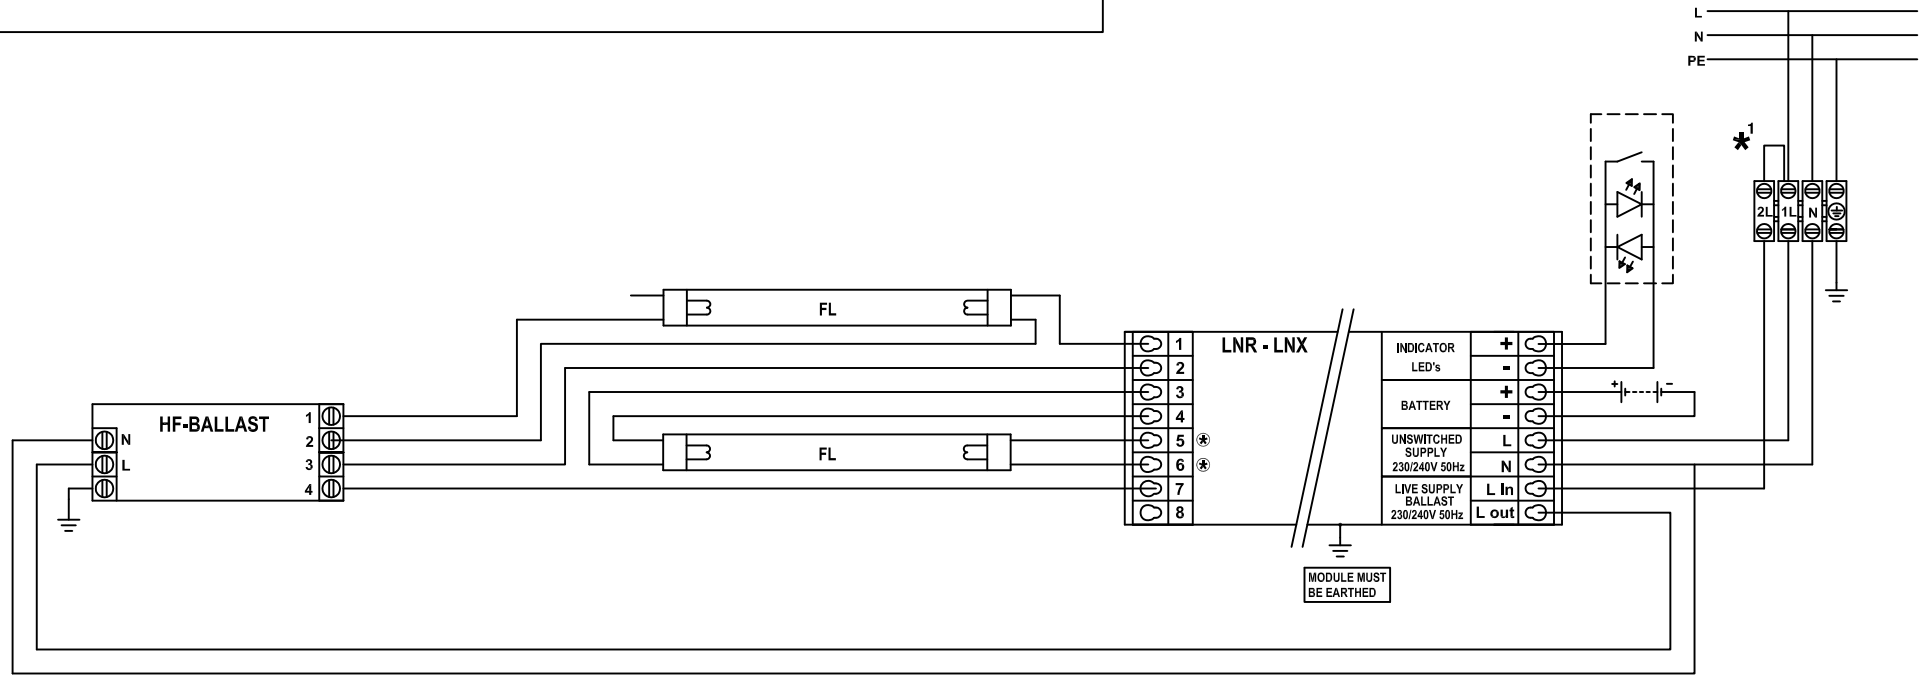 L
N
PE
*1
2L 1L N
FL
LNR - LNX
HF-BALLAST
N
L
1
2
3
4
FL
1
2
3
4
5 *
6 *
7
8
INDICATOR
LED's
+
-
BATTERY
+
-
+ -
UNSWITCHED
SUPPLY
230/240V 50Hz
L
N
LIVE SUPPLY
BALLAST
230/240V 50Hz
L In
L out
MODULE MUST
BE EARTHED